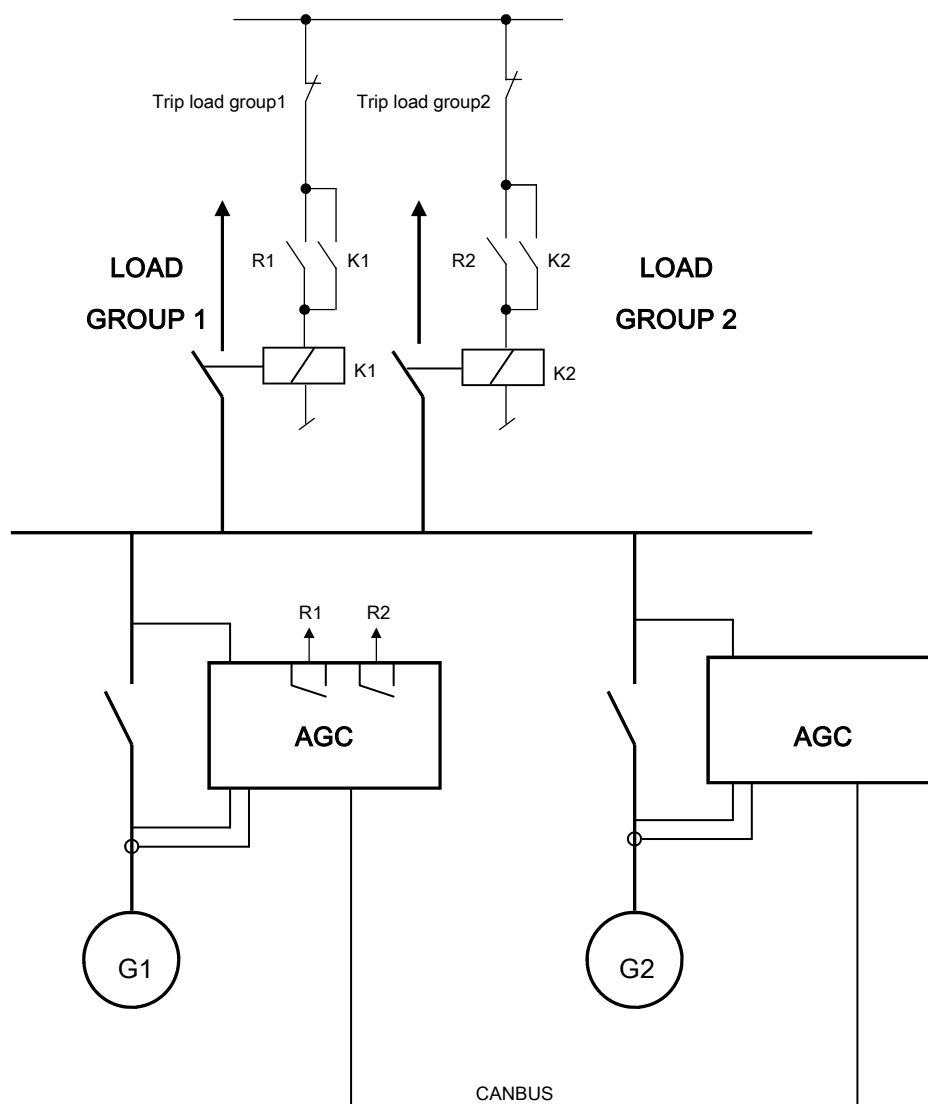 Trip load group1
Trip load group2
R1
K1
R2
K2
LOAD
GROUP 1
LOAD
GROUP 2
K1
K2
R1
R2
AGC
AGC
G1
G2
CANBUS